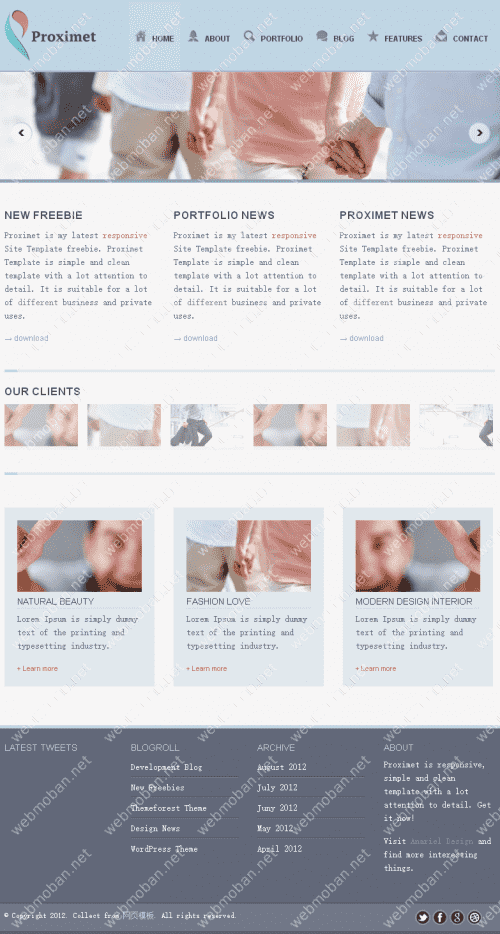 Proximet
HOME
ABOUT
PORTFOLIO
BLOG
FEATURES
CONTACT
NEW FREEBIE
Proximet is my latest responsive
Site Template freebie. Proximet
Template is simple and clean
template with a lot attention to
detail. It is suitable for a lot
of different business and private
uses.
download
PORTFOLIO NEWS
Proximet is my latest responsive
Site Template freebie. Proximet
Template is simple and clean
template with a lot attention to
detail. It is suitable for a lot
of different business and private
uses.
download
PROXIMET NEWS
Proximet is my latest responsive
Site Template freebie. Proximet
Template is simple and clean
template with a lot attention to
detail. It is suitable for a lot
of different business and private
uses.
download
OUR CLIENTS
NATURAL BEAUTY
Lorem Ipsum is simply dummy
text of the printing and
typesetting industry.
+ Learn more
FASHION LOVE
Lorem Ipsum is simply dummy
text of the printing and
typesetting industry.
+ Learn more
MODERN DESIGN INTERIOR
Lorem Ipsum is simply dummy
text of the printing and
typesetting industry.
+ Learn more
LATEST TWEETS
BLOGROLL
Development Blog
New Freebies
Themeforest Theme
Design News
WordPress Theme
ARCHIVE
August 2012
July 2012
Juny 2012
May 2012
April 2012
ABOUT
Proximet is responsive,
simple and clean
template with a lot
attention to detail. Get
it now!
Visit Anariel Design and
find more interesting
things.
© Copyright 2012. Collect from 网页模板. All rights reserved.
webmoban.net